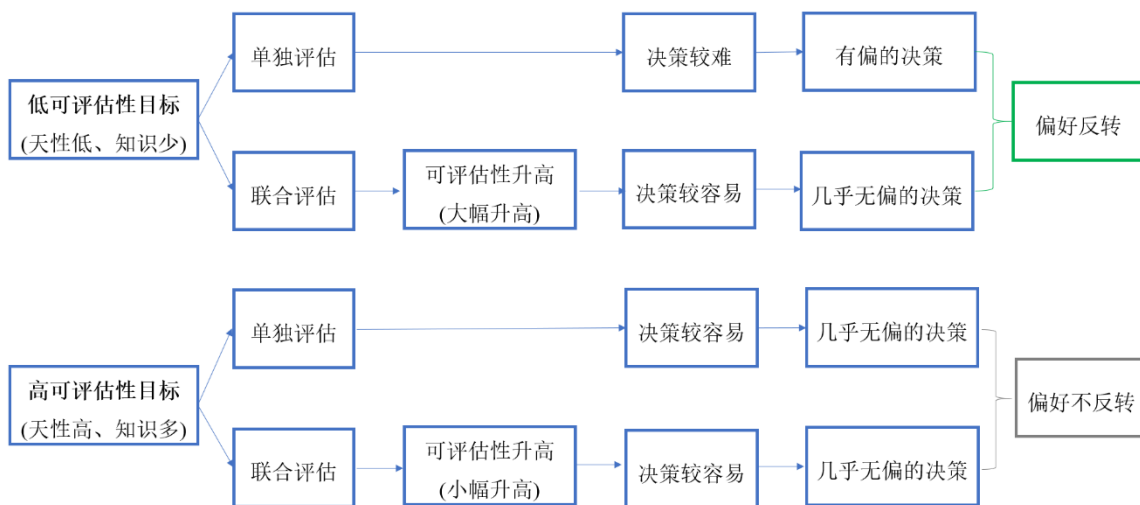 单独评估
决策较难
有偏的决策
低可评估性目标
(天性低、知识少)
偏好反转
联合评估
可评估性升高
(大幅升高)
决策较容易
几乎无偏的决策
单独评估
决策较容易
几乎无偏的决策
高可评估性目标
(天性高、知识多)
偏好不反转
联合评估
可评估性升高
(小幅升高)
决策较容易
几乎无偏的决策